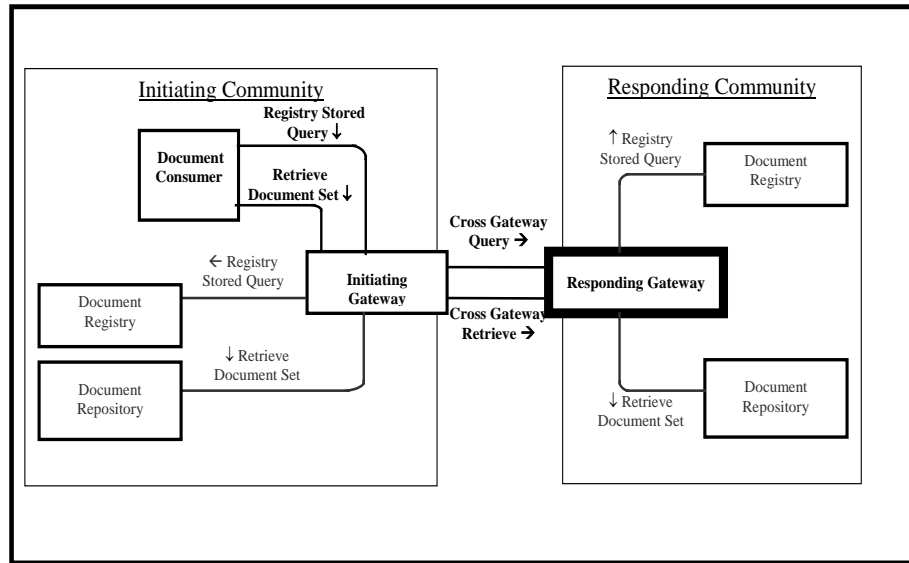 Initiating Community
Registry Stored
Query ↓
Document
Consumer
Retrieve
Document Set ↓
← Registry
Stored Query
Initiating
Gateway
Document
Registry
↓ Retrieve
Document Set
Document
Repository
Cross Gateway
Query →
Cross Gateway
Retrieve →
Responding Community
↑ Registry
Stored Query
Document
Registry
Responding Gateway
↓ Retrieve
Document Set
Document
Repository